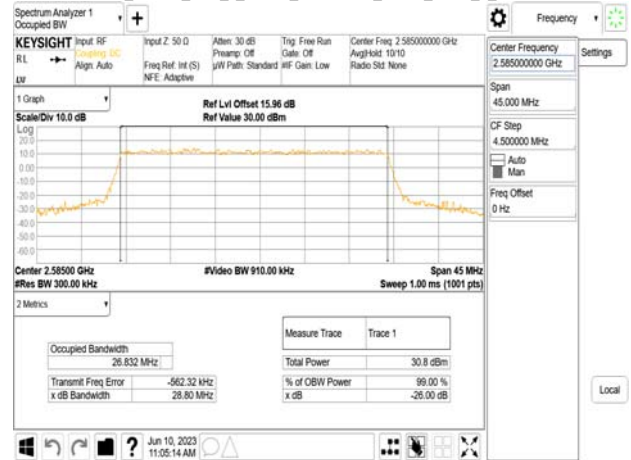 Spectrum Analyzer 1
Occupied BW
+
Frequency
KEYSIGHT
RL
Input: RF
Coupling: DC
Align: Auto
Input Z: 50 Ω
Freq Ref: Int (S)
NFE: Adaptive
Atten: 30 dB
Preamp: Off
µW Path: Standard
Trig: Free Run
Gate: Off
#IF Gain: Low
Center Freq: 2.585000000 GHz
Avg|Hold: 10/10
Radio Std: None
Center Frequency
2.585000000 GHz
Settings
Span
45.000 MHz
CF Step
4.500000 MHz
Auto
Man
Freq Offset
0 Hz
Local
1 Graph
Scale/Div 10.0 dB
Ref Lvl Offset 15.96 dB
Ref Value 30.00 dBm
Log
20.0
10.0
0.00
-10.0
-20.0
-30.0
-40.0
-50.0
-60.0
Center 2.58500 GHz
#Video BW 910.00 kHz
Span 45 MHz
#Res BW 300.00 kHz
Sweep 1.00 ms (1001 pts)
2 Metrics
Measure Trace Trace 1
Occupied Bandwidth
26.832 MHz
Total Power 30.8 dBm
Transmit Freq Error -562.32 kHz
% of OBW Power 99.00 %
x dB Bandwidth 28.80 MHz
x dB -26.00 dB
?
Jun 10, 2023
11:05:14 AM